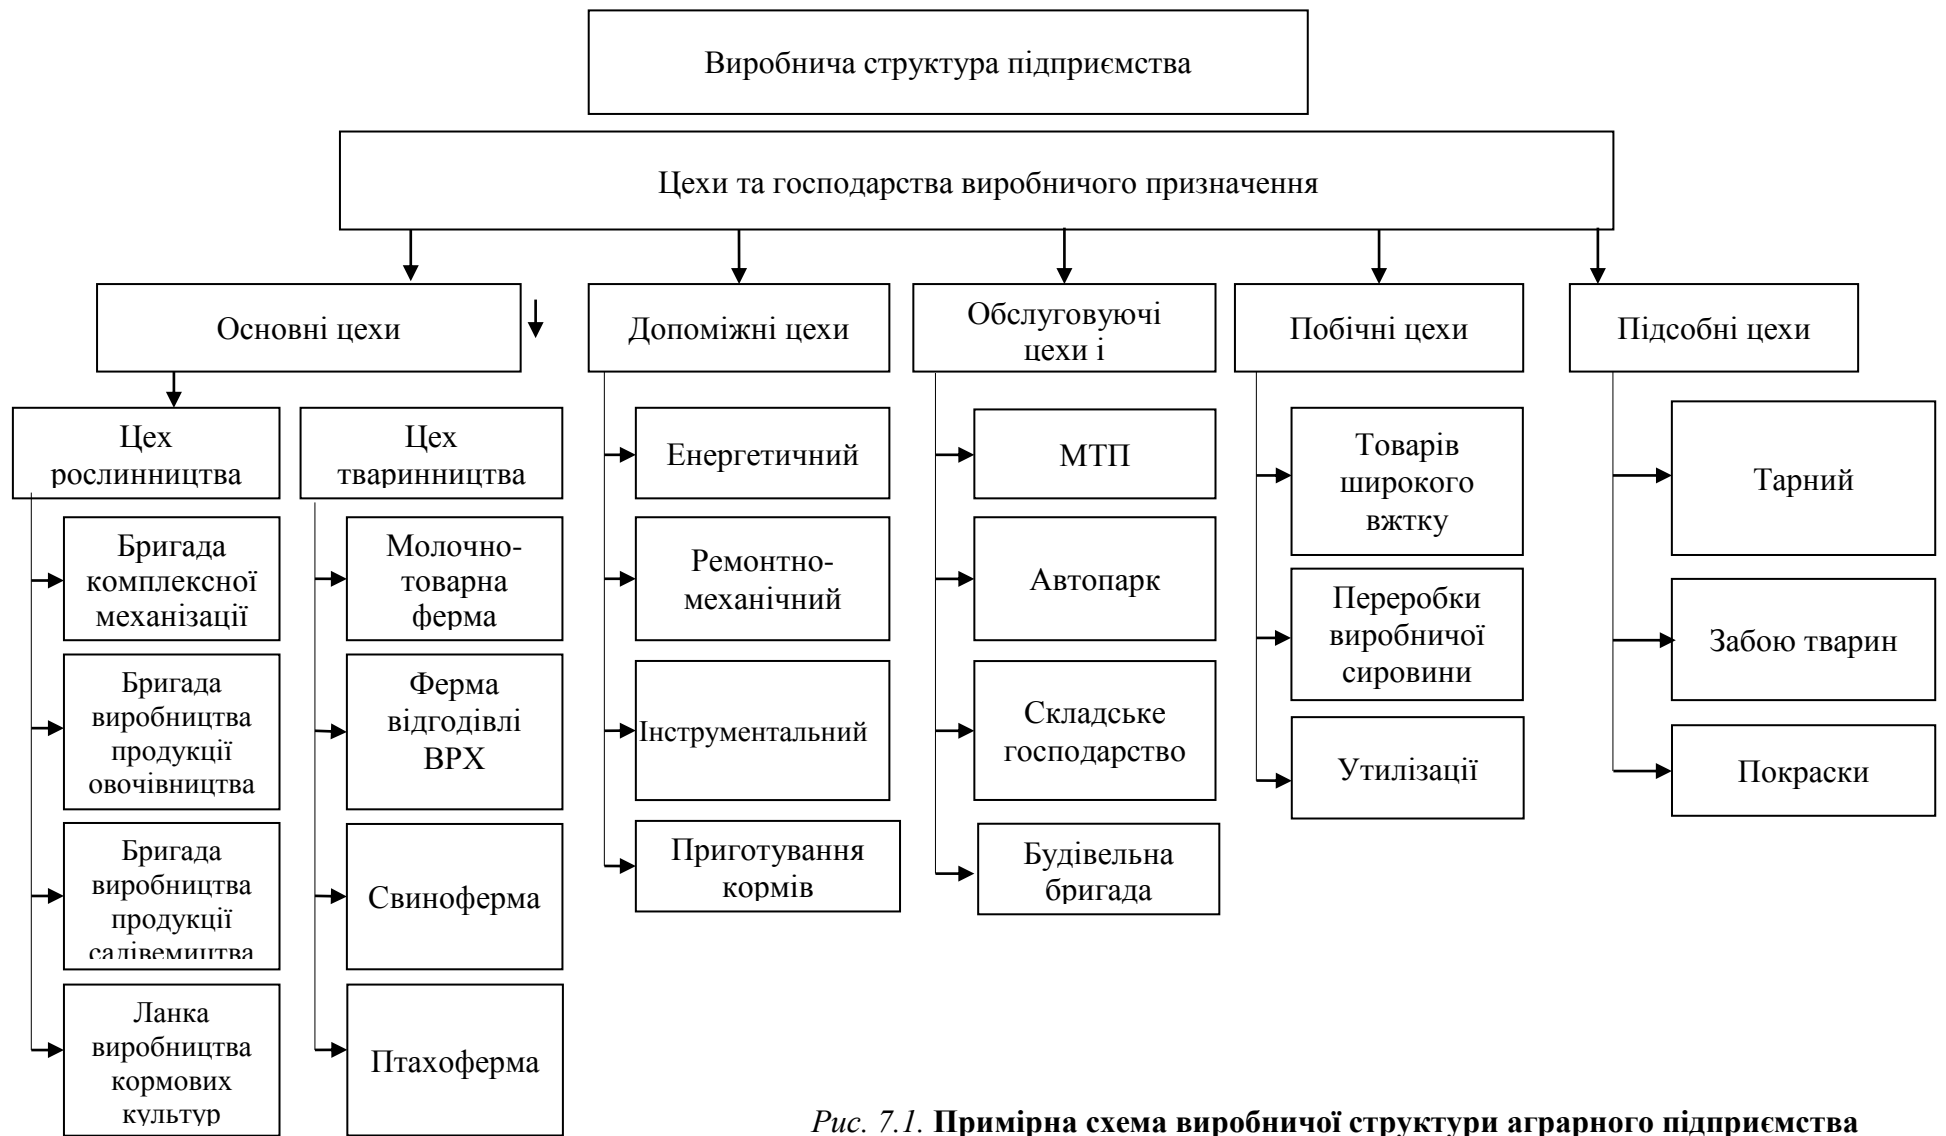 Виробнича структура підприємства
Цехи та господарства виробничого призначення
Основні цехи
Допоміжні цехи
Обслуговуючі
цехи і
Побічні цехи
Підсобні цехи
Цех
рослинництва
Бригада
комплексної
механізації
Бригада
виробництва
продукції
овочівництва
Бригада
виробництва
продукції
садівемицтва
Ланка
виробництва
кормових
культур
Цех
тваринництва
Молочно-
товарна
ферма
Ферма
відгодівлі
ВРХ
Свиноферма
Птахоферма
Енергетичний
Ремонтно-
механічний
Інструментальний
Приготування
кормів
МТП
Автопарк
Складське
господарство
Будівельна
бригада
Товарів
широкого
вжтку
Переробки
виробничої
сировини
Утилізації
Тарний
Забою тварин
Покраски
Рис. 7.1. Примірна схема виробничої структури аграрного підприємства